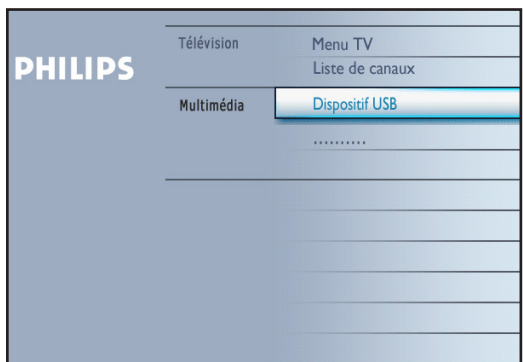 PHILIPS
Télévision Menu TV
Liste de canaux
Multimédia Dispositif USB
..........